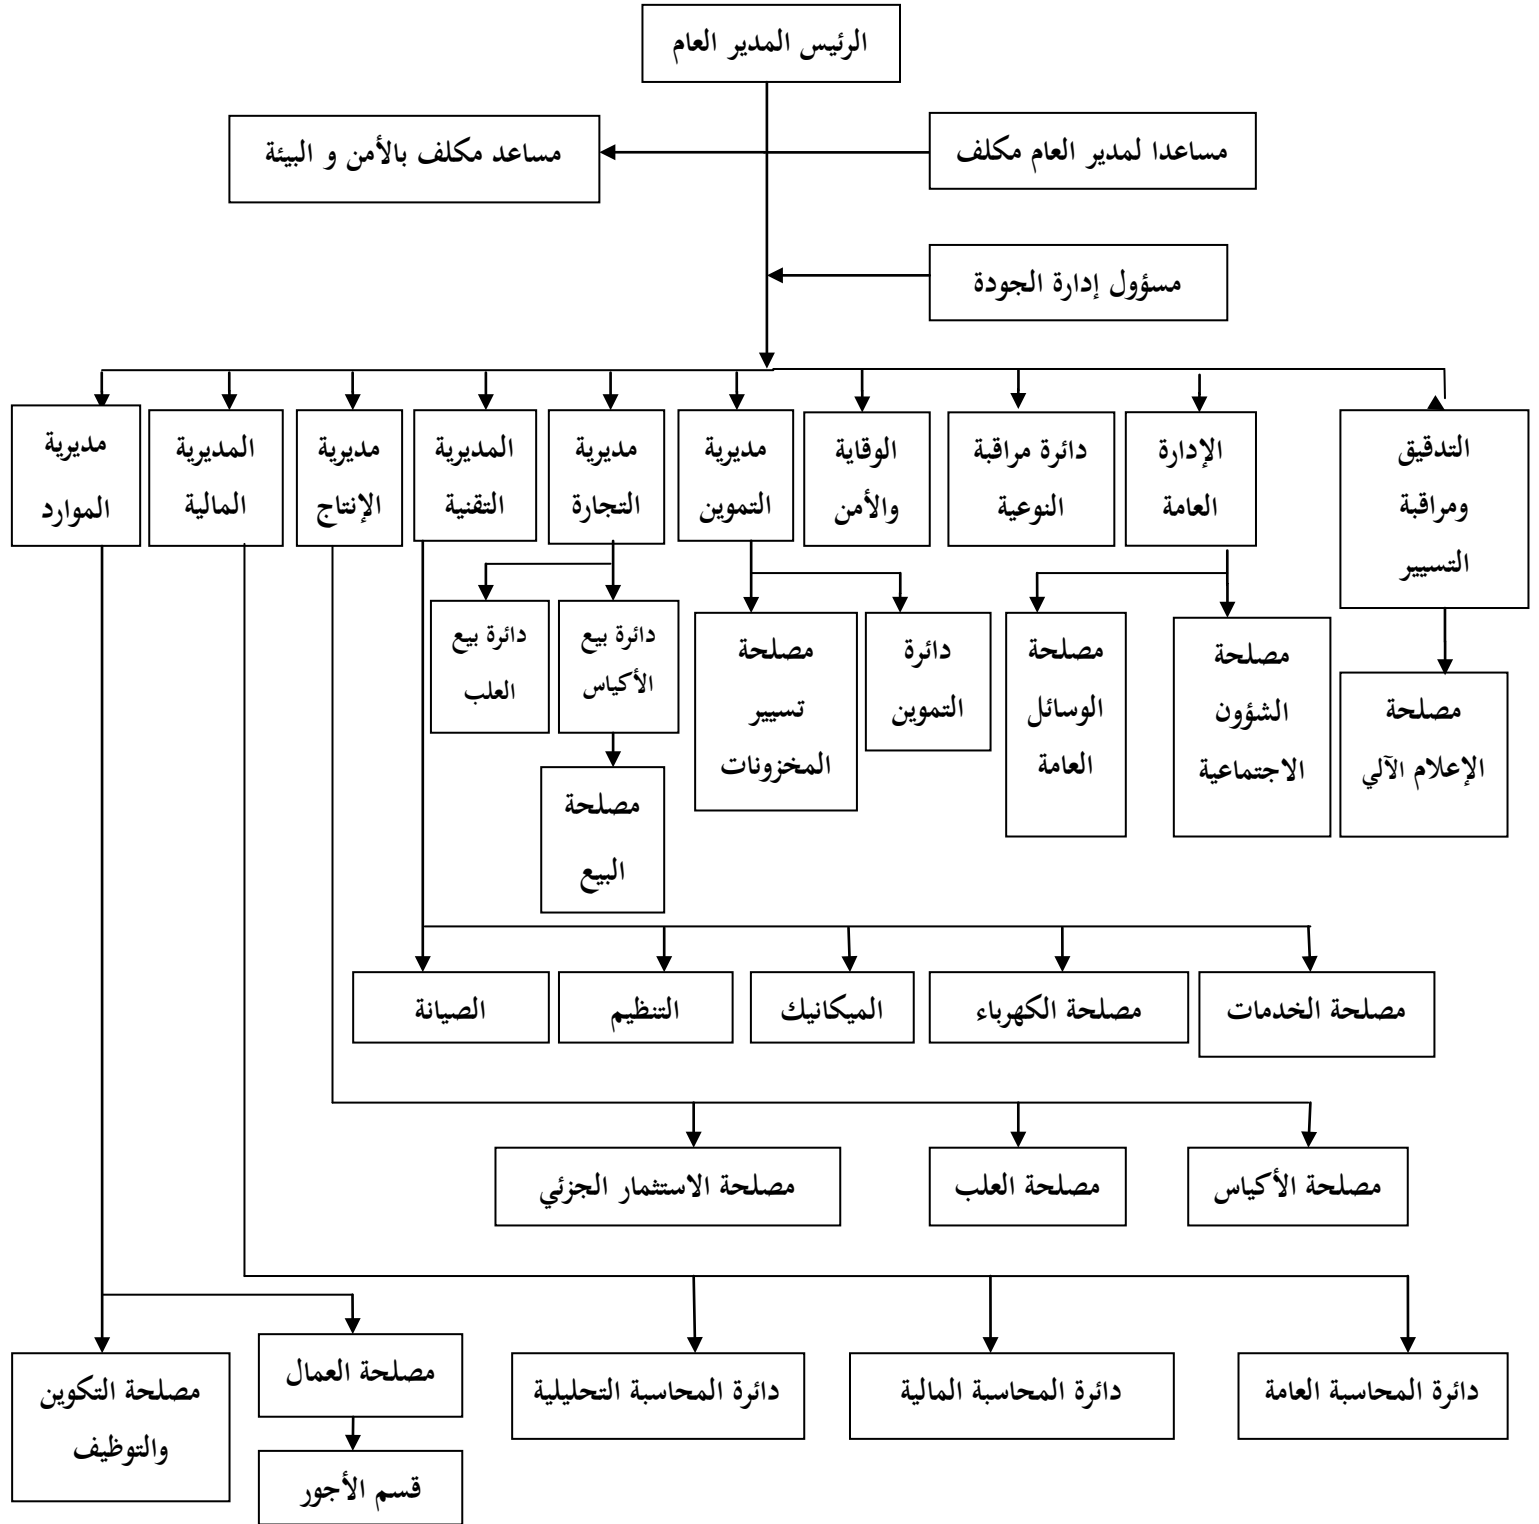 الرئيس المدير العام
مساعدا لمدير العام مكلف
مساعد مكلف بالأمن و البيئة
مسؤول إدارة الجودة
التدقيق
ومراقبة
التسيير
الإدارة
العامة
دائرة مراقبة
النوعية
الوقاية
والأمن
مديرية
التموين
مديرية
التجارة
المديرية
التقنية
مديرية
الإنتاج
المديرية
المالية
مديرية
الموارد
مصلحة
الإعلام الآلي
مصلحة
الشؤون
الاجتماعية
مصلحة
الوسائل
العامة
دائرة
التموين
مصلحة
تسيير
المخزونات
دائرة بيع
الأكياس
دائرة بيع
العلب
مصلحة
البيع
مصلحة الخدمات
مصلحة الكهرباء
الميكانيك
التنظيم
الصيانة
مصلحة الأكياس
مصلحة العلب
مصلحة الاستثمار الجزئي
دائرة المحاسبة العامة
دائرة المحاسبة المالية
دائرة المحاسبة التحليلية
مصلحة العمال
مصلحة التكوين
والتوظيف
قسم الأجور